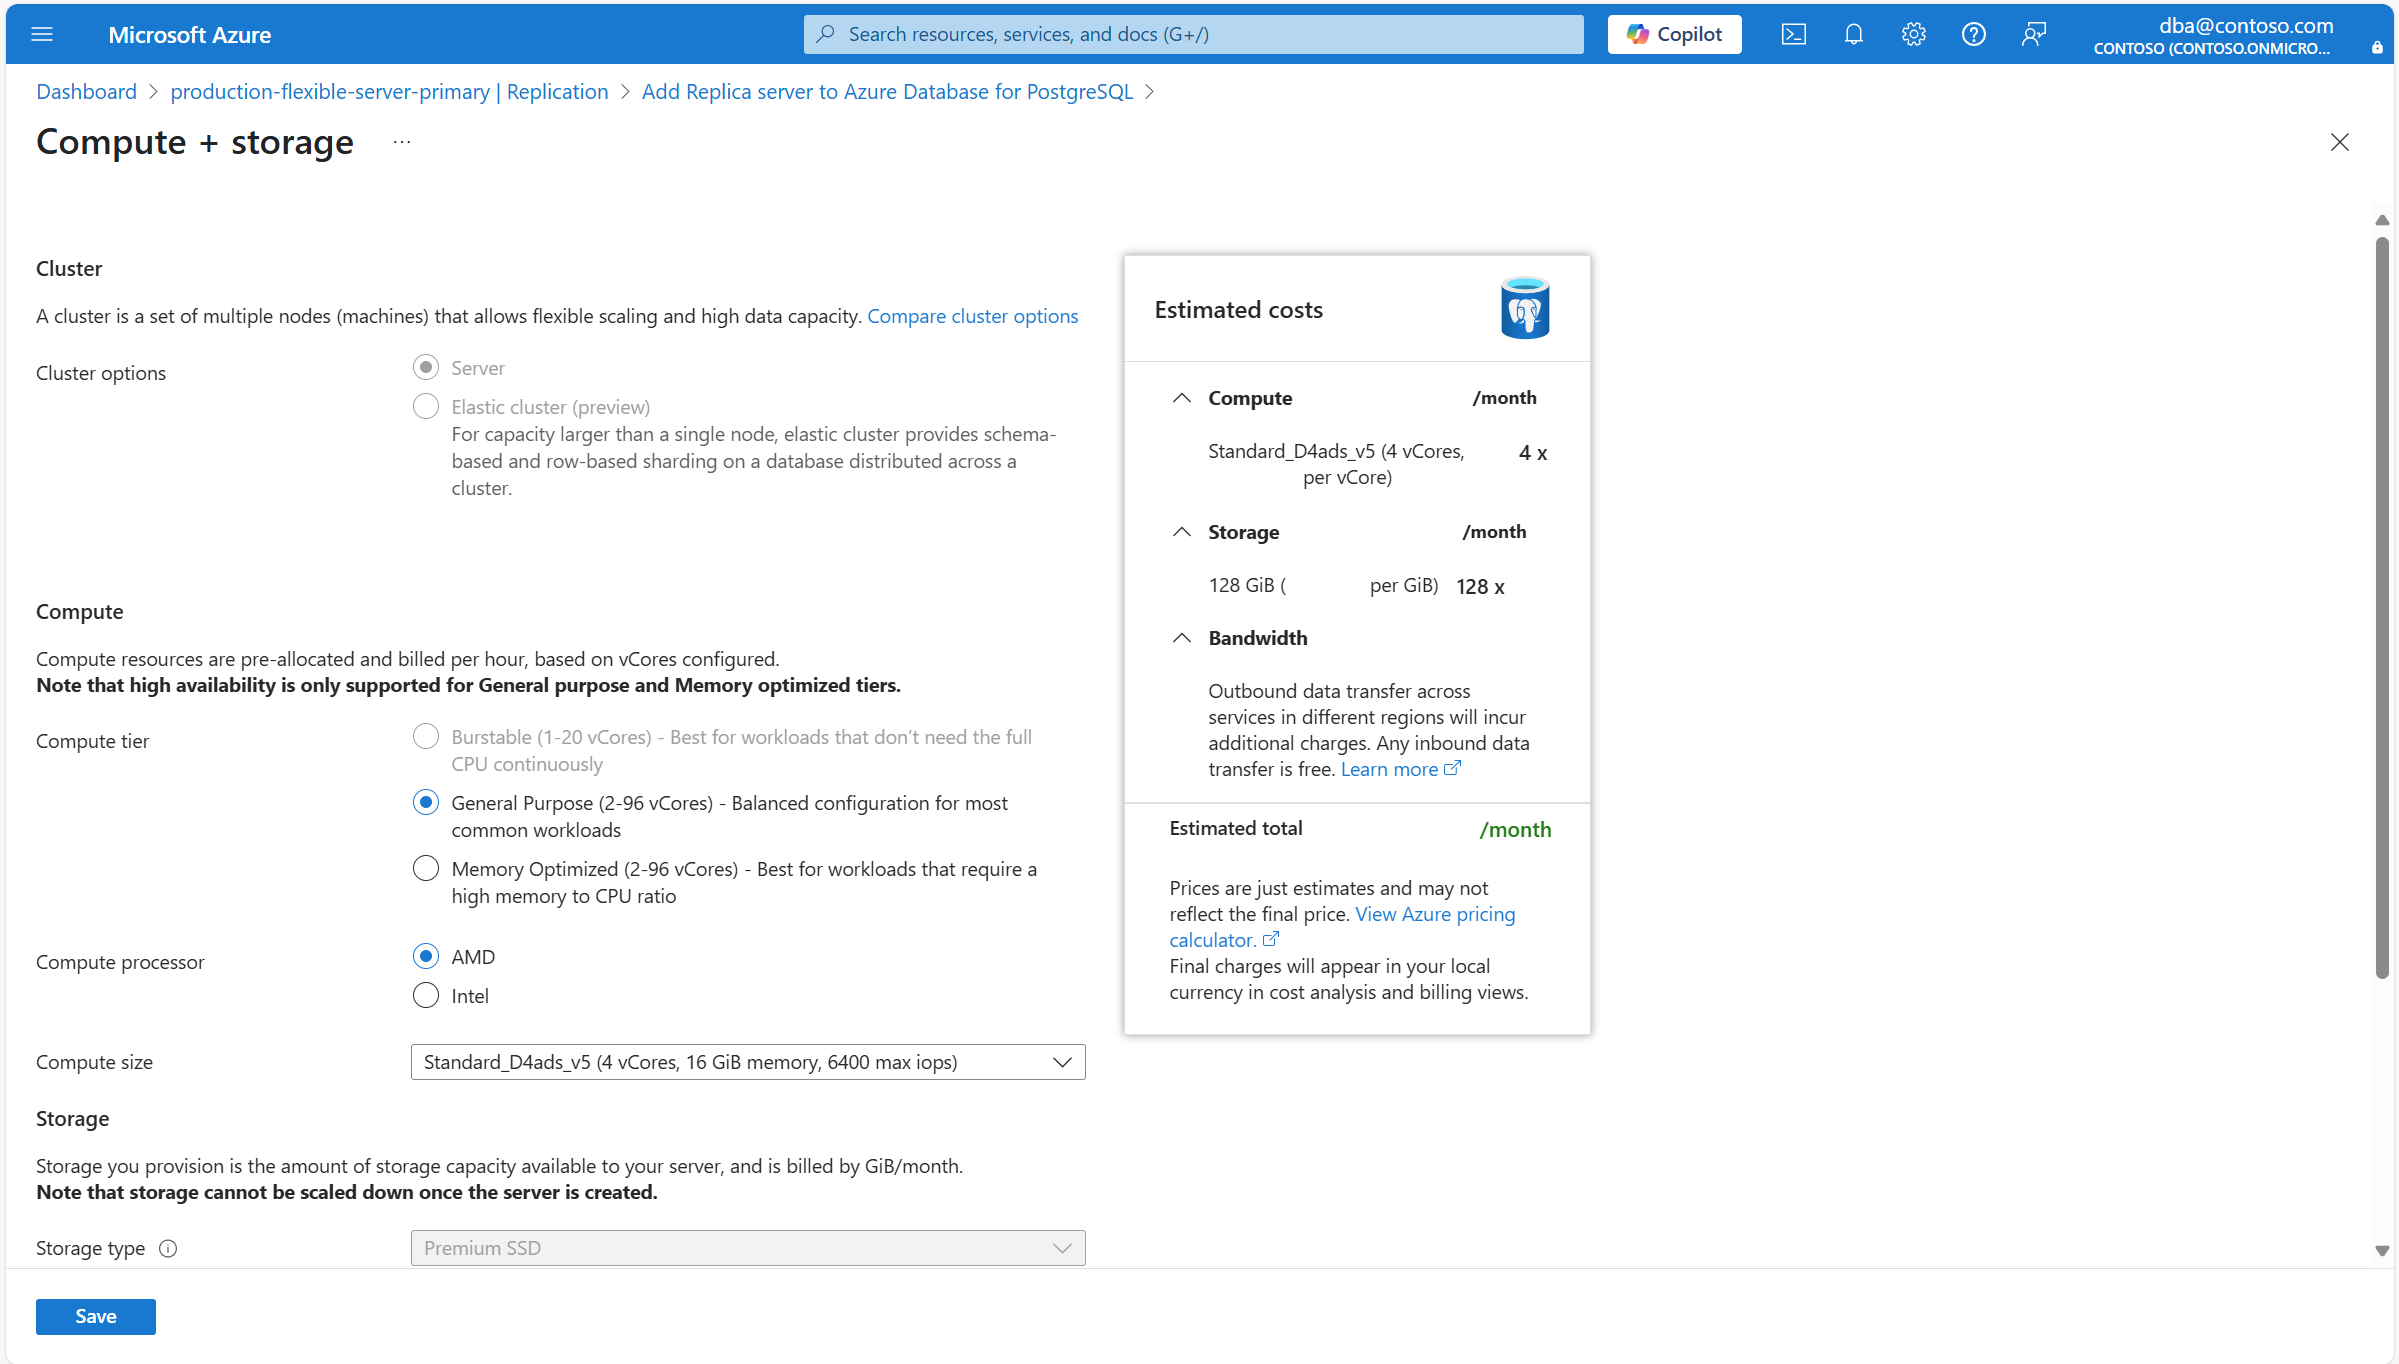 Microsoft Azure
Search resources, services, and docs (G+/)
Copilot
dba@contoso.com
CONTOSO (CONTOSO.ONMICRO...
Dashboard > production-flexible-server-primary | Replication > Add Replica server to Azure Database for PostgreSQL >
Compute + storage ...
Cluster
A cluster is a set of multiple nodes (machines) that allows flexible scaling and high data capacity. Compare cluster options
Cluster options
Server
Elastic cluster (preview)
For capacity larger than a single node, elastic cluster provides schema-
based and row-based sharding on a database distributed across a
cluster.
Compute
Compute resources are pre-allocated and billed per hour, based on vCores configured.
Note that high availability is only supported for General purpose and Memory optimized tiers.
Compute tier
Burstable (1-20 vCores) - Best for workloads that don't need the full
CPU continuously
General Purpose (2-96 vCores) - Balanced configuration for most
common workloads
Memory Optimized (2-96 vCores) - Best for workloads that require a
high memory to CPU ratio
Compute processor
AMD
Intel
Compute size
Standard_D4ads_v5 (4 vCores, 16 GiB memory, 6400 max iops)
Storage
Storage you provision is the amount of storage capacity available to your server, and is billed by GiB/month.
Note that storage cannot be scaled down once the server is created.
Storage type
Premium SSD
Save
Estimated costs
Compute /month
Standard_D4ads_v5 (4 vCores, 4 x
per vCore)
Storage /month
128 GiB ( per GiB) 128 x
Bandwidth
Outbound data transfer across
services in different regions will incur
additional charges. Any inbound data
transfer is free. Learn more
Estimated total /month
Prices are just estimates and may not
reflect the final price. View Azure pricing
calculator.
Final charges will appear in your local
currency in cost analysis and billing views.